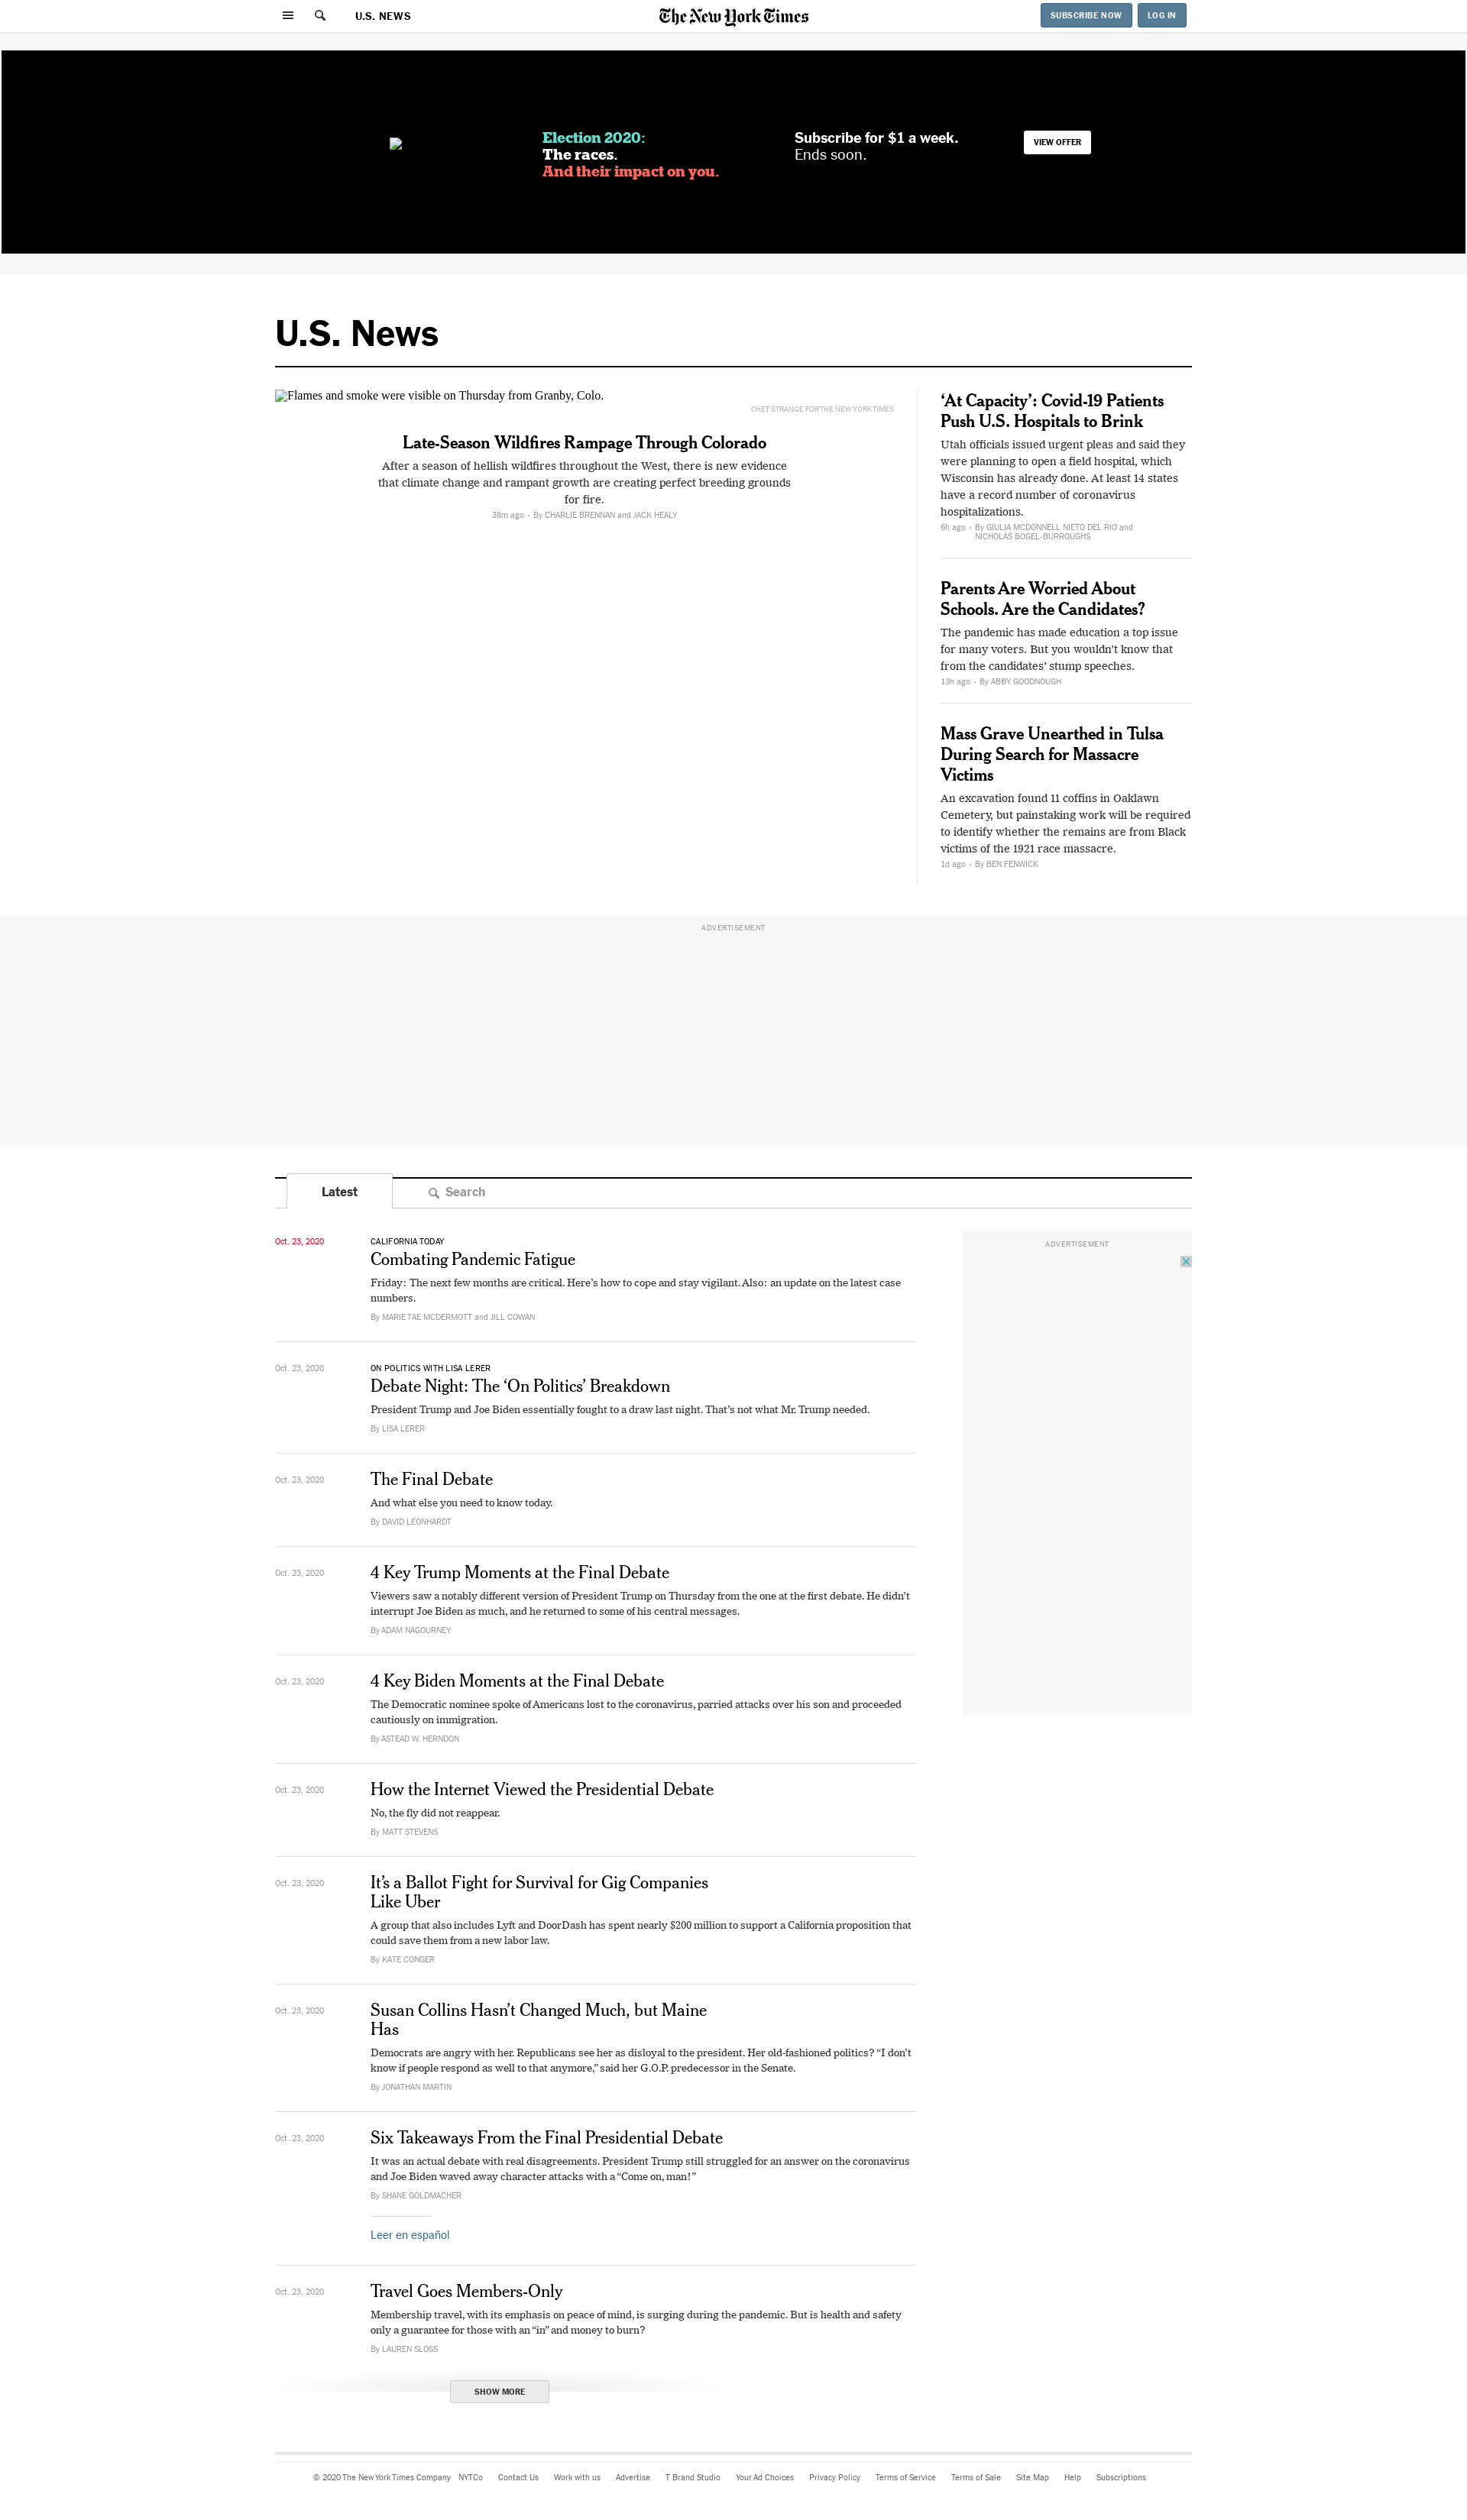 U.S. NEWS
The New York Times
SUBSCRIBE NOW
LOG IN
Election 2020:
The races.
And their impact on you.
Subscribe for $1 a week.
Ends soon.
VIEW OFFER
U.S. News
Flames and smoke were visible on Thursday from Granby, Colo.
CHET STRANGE FOR THE NEW YORK TIMES
Late-Season Wildfires Rampage Through Colorado
After a season of hellish wildfires throughout the West, there is new evidence
that climate change and rampant growth are creating perfect breeding grounds
for fire.
38m ago • By CHARLIE BRENNAN and JACK HEALY
‘At Capacity’: Covid-19 Patients
Push U.S. Hospitals to Brink
Utah officials issued urgent pleas and said they
were planning to open a field hospital, which
Wisconsin has already done. At least 14 states
have a record number of coronavirus
hospitalizations.
6h ago • By GIULIA MCDONNELL NIETO DEL RIO and
NICHOLAS BOGEL-BURROUGHS
Parents Are Worried About
Schools. Are the Candidates?
The pandemic has made education a top issue
for many voters. But you wouldn’t know that
from the candidates’ stump speeches.
13h ago • By ABBY GOODNOUGH
Mass Grave Unearthed in Tulsa
During Search for Massacre
Victims
An excavation found 11 coffins in Oaklawn
Cemetery, but painstaking work will be required
to identify whether the remains are from Black
victims of the 1921 race massacre.
1d ago • By BEN FENWICK
ADVERTISEMENT
Latest
Search
ADVERTISEMENT
Oct. 23, 2020
CALIFORNIA TODAY
Combating Pandemic Fatigue
Friday: The next few months are critical. Here’s how to cope and stay vigilant. Also: an update on the latest case
numbers.
By MARIE TAE MCDERMOTT and JILL COWAN
Oct. 23, 2020
ON POLITICS WITH LISA LERER
Debate Night: The ‘On Politics’ Breakdown
President Trump and Joe Biden essentially fought to a draw last night. That’s not what Mr. Trump needed.
By LISA LERER
Oct. 23, 2020
The Final Debate
And what else you need to know today.
By DAVID LEONHARDT
Oct. 23, 2020
4 Key Trump Moments at the Final Debate
Viewers saw a notably different version of President Trump on Thursday from the one at the first debate. He didn’t
interrupt Joe Biden as much, and he returned to some of his central messages.
By ADAM NAGOURNEY
Oct. 23, 2020
4 Key Biden Moments at the Final Debate
The Democratic nominee spoke of Americans lost to the coronavirus, parried attacks over his son and proceeded
cautiously on immigration.
By ASTEAD W. HERNDON
Oct. 23, 2020
How the Internet Viewed the Presidential Debate
No, the fly did not reappear.
By MATT STEVENS
Oct. 23, 2020
It’s a Ballot Fight for Survival for Gig Companies
Like Uber
A group that also includes Lyft and DoorDash has spent nearly $200 million to support a California proposition that
could save them from a new labor law.
By KATE CONGER
Oct. 23, 2020
Susan Collins Hasn’t Changed Much, but Maine
Has
Democrats are angry with her. Republicans see her as disloyal to the president. Her old-fashioned politics? “I don’t
know if people respond as well to that anymore,” said her G.O.P. predecessor in the Senate.
By JONATHAN MARTIN
Oct. 23, 2020
Six Takeaways From the Final Presidential Debate
It was an actual debate with real disagreements. President Trump still struggled for an answer on the coronavirus
and Joe Biden waved away character attacks with a “Come on, man!”
By SHANE GOLDMACHER
Leer en español
Oct. 23, 2020
Travel Goes Members-Only
Membership travel, with its emphasis on peace of mind, is surging during the pandemic. But is health and safety
only a guarantee for those with an “in” and money to burn?
By LAUREN SLOSS
SHOW MORE
© 2020 The New York Times Company NYTCo Contact Us Work with us Advertise T Brand Studio Your Ad Choices Privacy Policy Terms of Service Terms of Sale Site Map Help Subscriptions